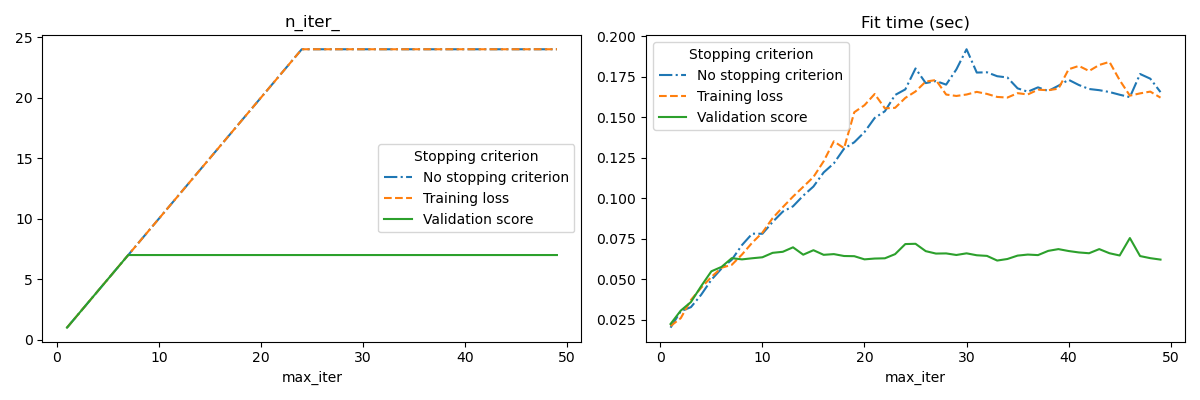 n_iter_
25
20
15
10
5
0
0 10 20 30 40 50
max_iter
Stopping criterion
No stopping criterion
Training loss
Validation score
Fit time (sec)
0.200
0.175
0.150
0.125
0.100
0.075
0.050
0.025
0 10 20 30 40 50
max_iter
Stopping criterion
No stopping criterion
Training loss
Validation score